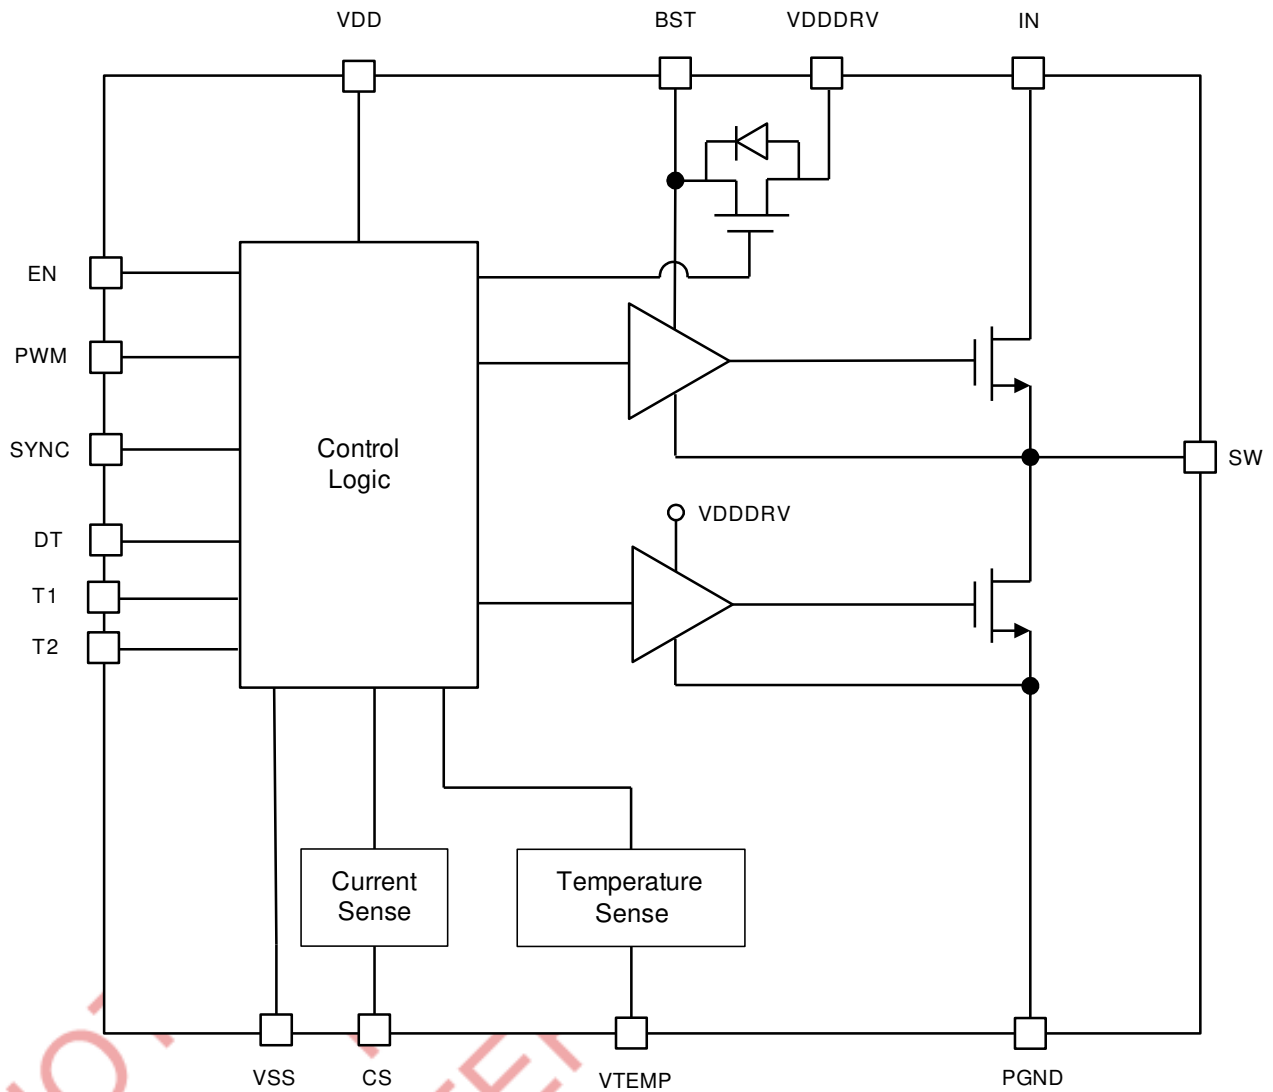 VDD
BST
VDDDRV
IN
EN
PWM
SYNC
DT
T1
T2
Control
Logic
SW
VDDDRV
Current
Sense
Temperature
Sense
VSS
CS
VTEMP
PGND